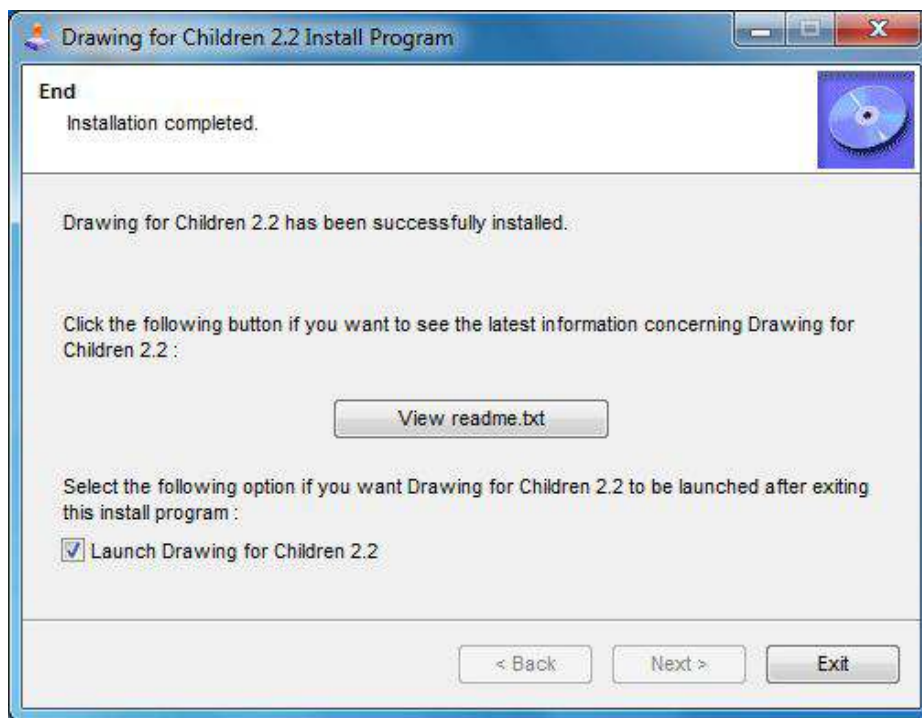 Drawing for Children 2.2 Install Program
End
Installation completed.
Drawing for Children 2.2 has been successfully installed.
Click the following button if you want to see the latest information concerning Drawing for
Children 2.2 :
View readme.txt
Select the following option if you want Drawing for Children 2.2 to be launched after exiting
this install program :
Launch Drawing for Children 2.2
< Back
Next >
Exit